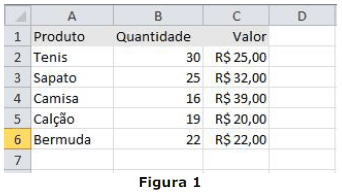 A B C D
1 Produto Quantidade Valor
2 Tenis 30 R$ 25,00
3 Sapato 25 R$ 32,00
4 Camisa 16 R$ 39,00
5 Calção 19 R$ 20,00
6 Bermuda 22 R$ 22,00
7
Figura 1